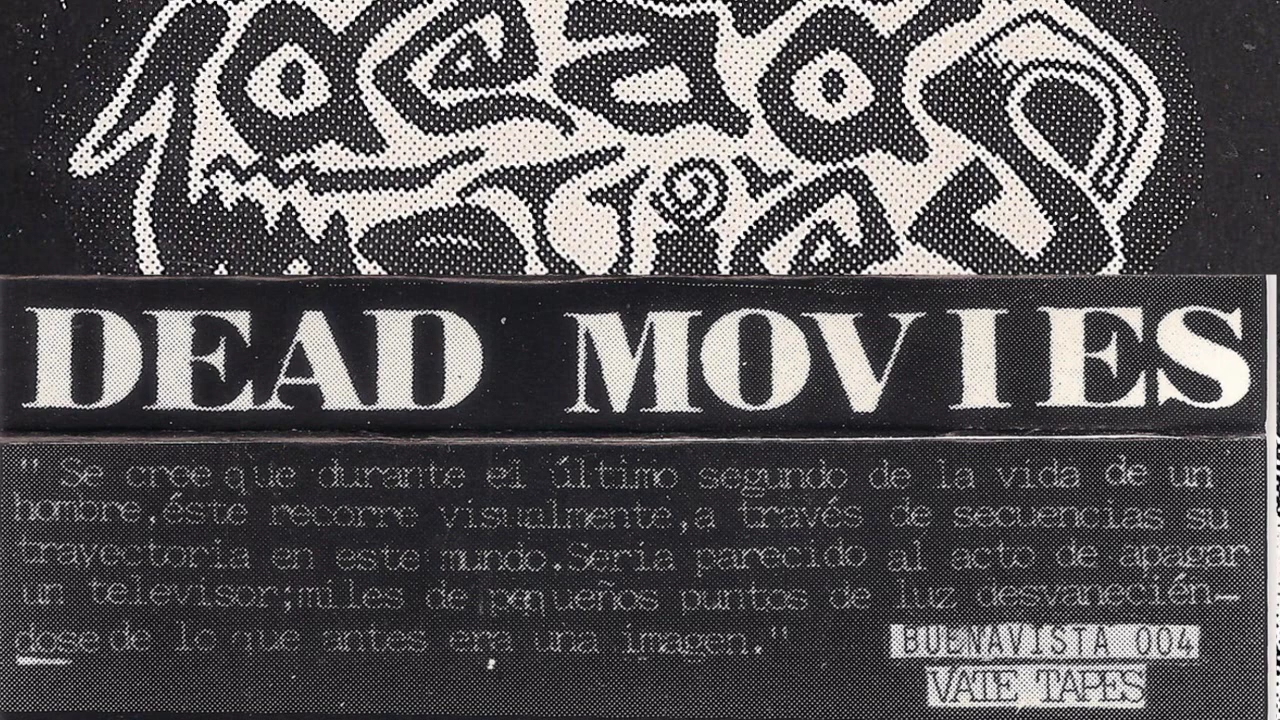 DEAD MOVIES
" Se cree que durante el último segundo de la vida de un
hombre,éste recorre visualmente,a través de secuencias su
trayectoria en este mundo.Seria parecido al acto de apagar
un televisor;miles de pequeños puntos de luz desvanecién-
dose de lo que antes era una imagen."
BUENAVISTA 004
VATE TAPES